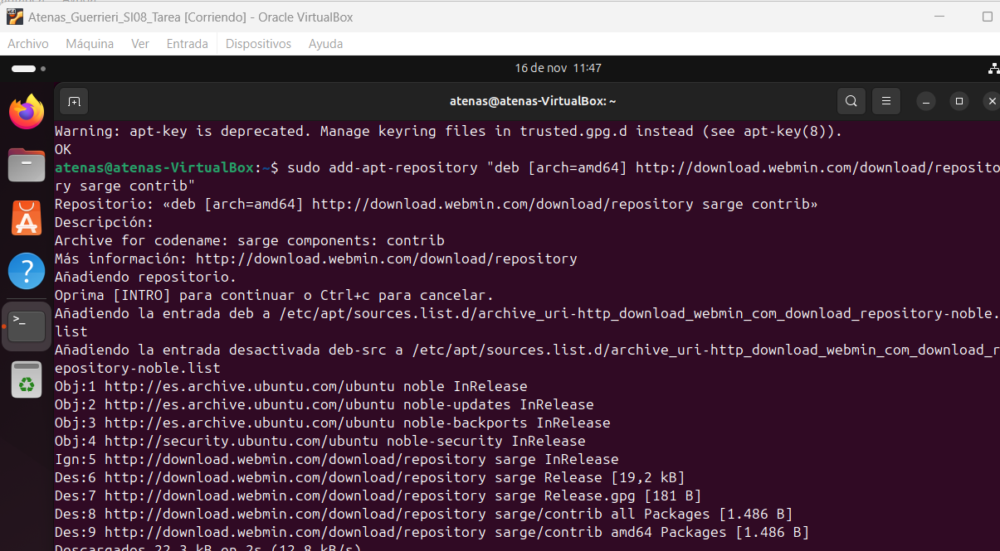 Atenas_Guerrieri_SI08_Tarea [Corriendo] - Oracle VirtualBox
Archivo Máquina Ver Entrada Dispositivos Ayuda
16 de nov 11:47
atenas@atenas-VirtualBox: ~
Warning: apt-key is deprecated. Manage keyring files in trusted.gpg.d instead (see apt-key(8)).
OK
atenas@atenas-VirtualBox:~$ sudo add-apt-repository "deb [arch=amd64] http://download.webmin.com/download/reposito
ry sarge contrib"
Repositorio: «deb [arch=amd64] http://download.webmin.com/download/repository sarge contrib»
Descripción:
Archive for codename: sarge components: contrib
Más información: http://download.webmin.com/download/repository
Añadiendo repositorio.
Oprima [INTRO] para continuar o Ctrl+c para cancelar.
Añadiendo la entrada deb a /etc/apt/sources.list.d/archive_uri-http_download_webmin_com_download_repository-noble.
list
Añadiendo la entrada desactivada deb-src a /etc/apt/sources.list.d/archive_uri-http_download_webmin_com_download_r
epository-noble.list
Obj:1 http://es.archive.ubuntu.com/ubuntu noble InRelease
Obj:2 http://es.archive.ubuntu.com/ubuntu noble-updates InRelease
Obj:3 http://es.archive.ubuntu.com/ubuntu noble-backports InRelease
Obj:4 http://security.ubuntu.com/ubuntu noble-security InRelease
Ign:5 http://download.webmin.com/download/repository sarge InRelease
Des:6 http://download.webmin.com/download/repository sarge Release [19,2 kB]
Des:7 http://download.webmin.com/download/repository sarge Release.gpg [181 B]
Des:8 http://download.webmin.com/download/repository sarge/contrib all Packages [1.486 B]
Des:9 http://download.webmin.com/download/repository sarge/contrib amd64 Packages [1.486 B]
Descargados 22,3 kB en 2s (12,8 kB/s)